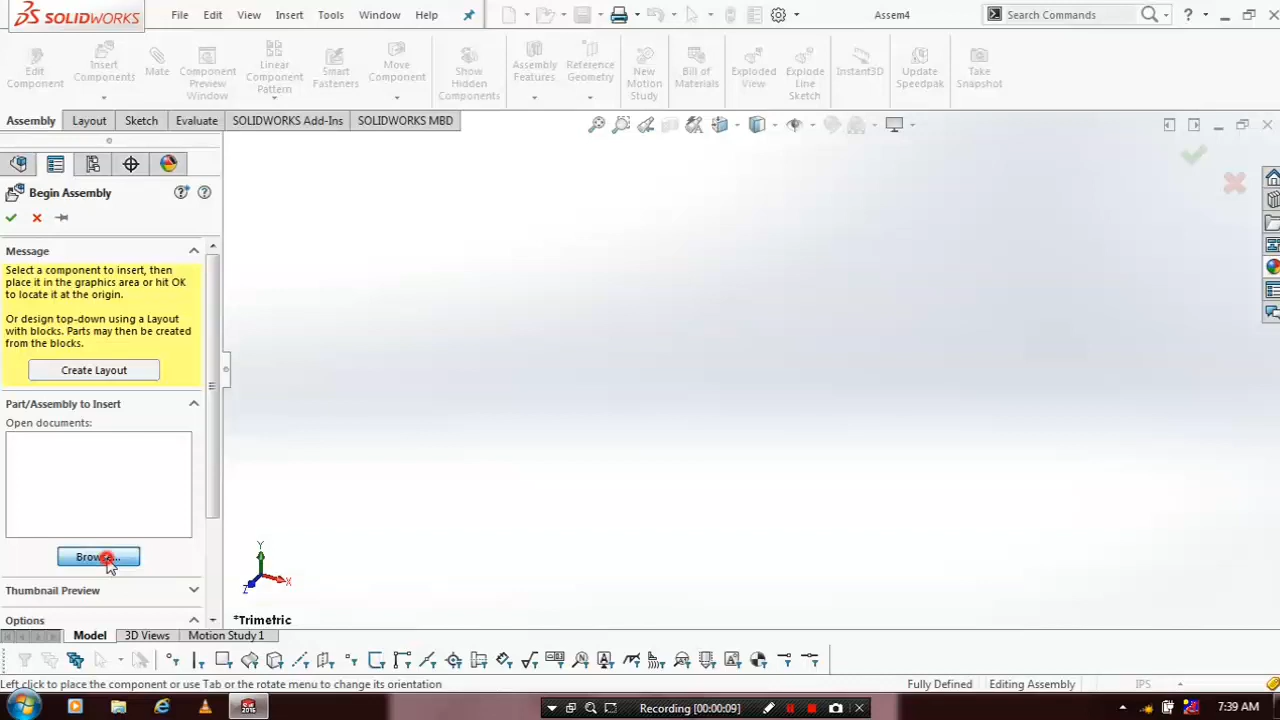 SOLIDWORKS File Edit View Insert Tools Window Help Assem4 Search Commands ?
Edit Component
Insert Components
Mate
Component Preview Window
Linear Component Pattern
Smart Fasteners
Move Component
Show Hidden Components
Assembly Features
Reference Geometry
New Motion Study
Bill of Materials
Exploded View
Explode Line Sketch
Instant3D
Update Speedpak
Take Snapshot
Assembly Layout Sketch Evaluate SOLIDWORKS Add-Ins SOLIDWORKS MBD
Begin Assembly
Message
Select a component to insert, then
place it in the graphics area or hit OK
to locate it at the origin.
Or design top-down using a Layout
with blocks. Parts may then be created
from the blocks.
Create Layout
Part/Assembly to Insert
Open documents:
Browse...
Thumbnail Preview
Options
Y
X
Z
*Trimetric
Model 3D Views Motion Study 1
Left click to place the component or use Tab or the rotate menu to change its orientation Fully Defined Editing Assembly IPS
Recording [00:00:09] 7:39 AM